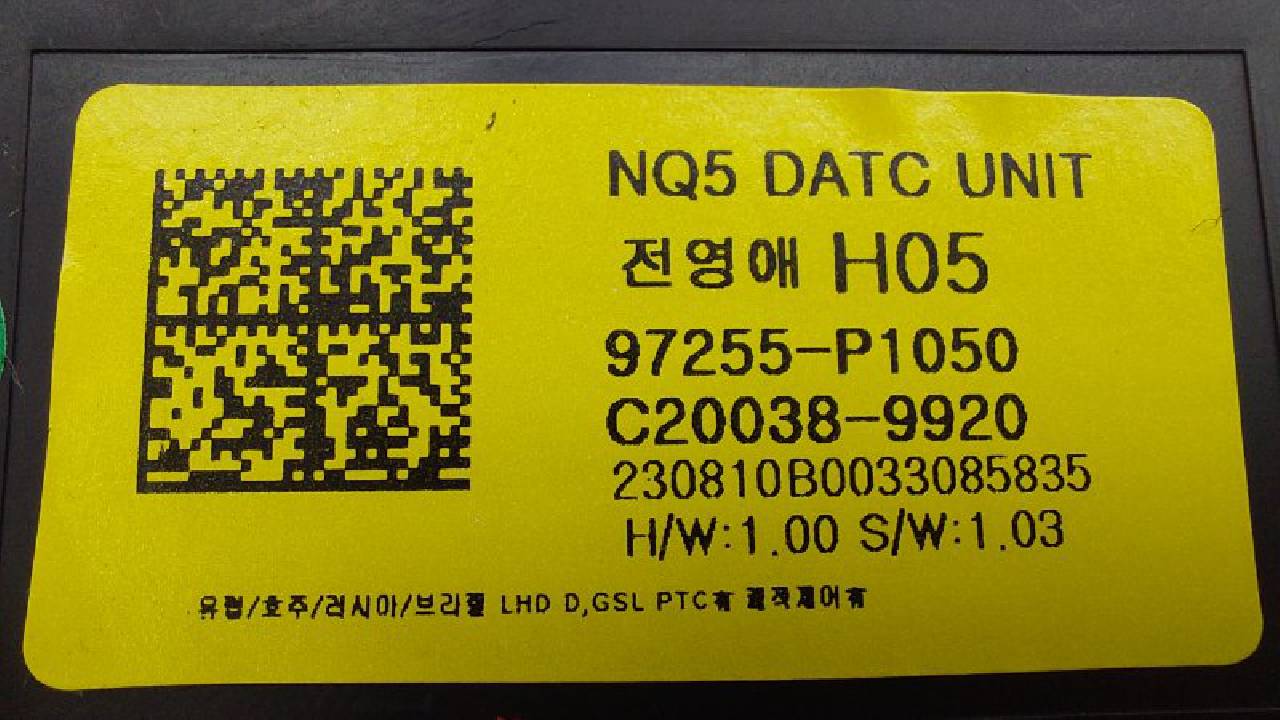 NQ5 DATC UNIT
전영애 H05
97255-P1050
C20038-9920
230810B0033085835
H/W:1.00 S/W:1.03
유럽/호주/러시아/브라질 LHD D,GSL PTC有